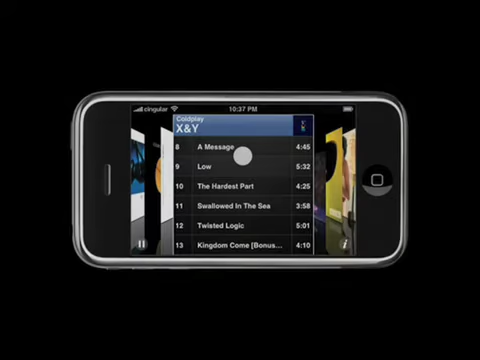 cingular 10:37 PM
Coldplay
X&Y
8 A Message 4:45
9 Low 5:32
10 The Hardest Part 4:25
11 Swallowed In The Sea 3:58
12 Twisted Logic 5:01
13 Kingdom Come [Bonus... 4:10